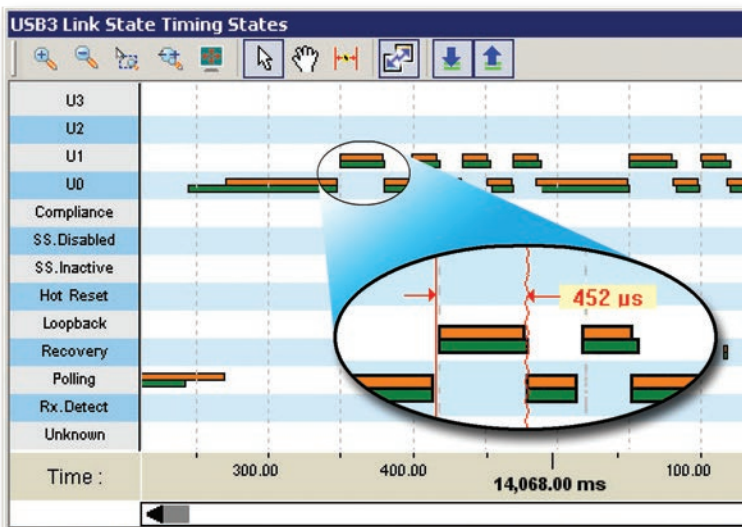 USB3 Link State Timing States
U3
U2
U1
U0
Compliance
SS.Disabled
SS.Inactive
Hot Reset
Loopback
Recovery
Polling
Rx.Detect
Unknown
452 µs
Time :
300.00
400.00
14,068.00 ms
100.00